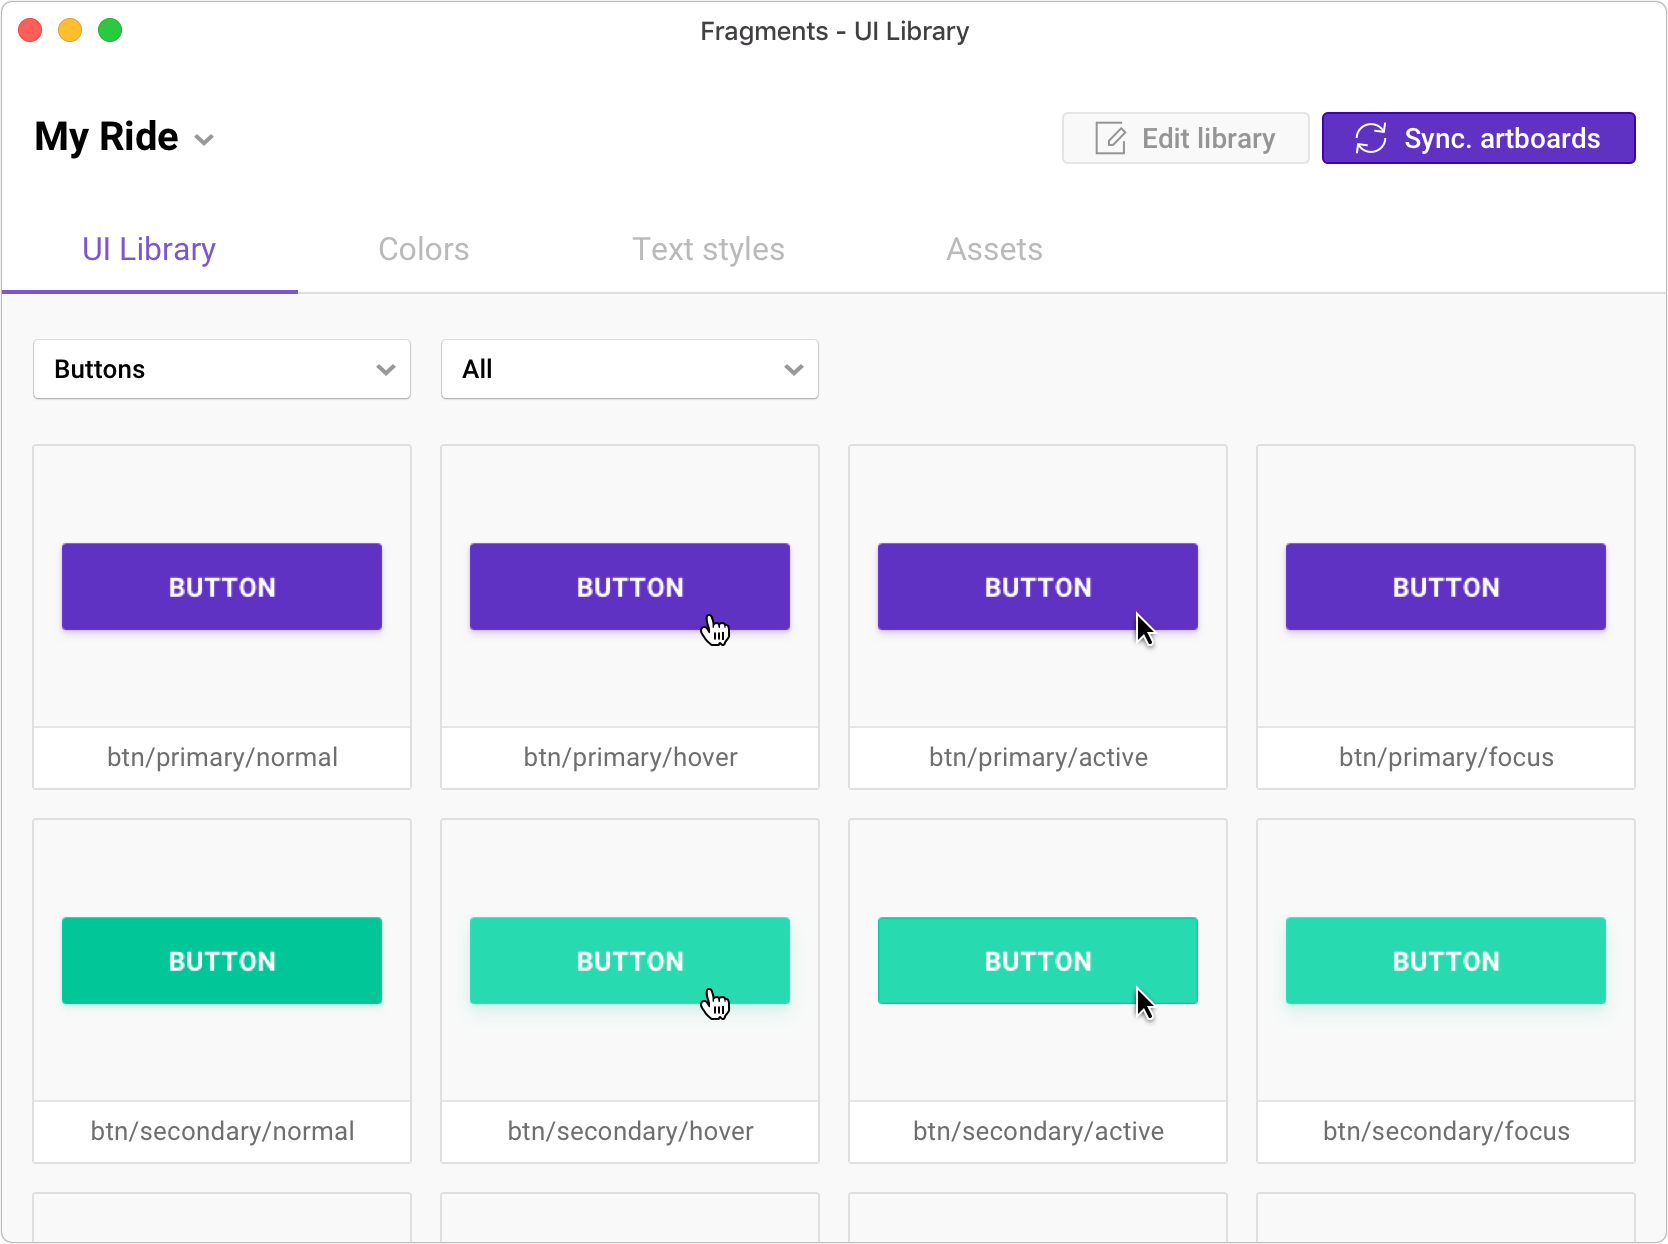 Fragments - UI Library
My Ride
Edit library
Sync. artboards
UI Library
Colors
Text styles
Assets
Buttons
All
BUTTON
BUTTON
BUTTON
BUTTON
btn/primary/normal
btn/primary/hover
btn/primary/active
btn/primary/focus
BUTTON
BUTTON
BUTTON
BUTTON
btn/secondary/normal
btn/secondary/hover
btn/secondary/active
btn/secondary/focus